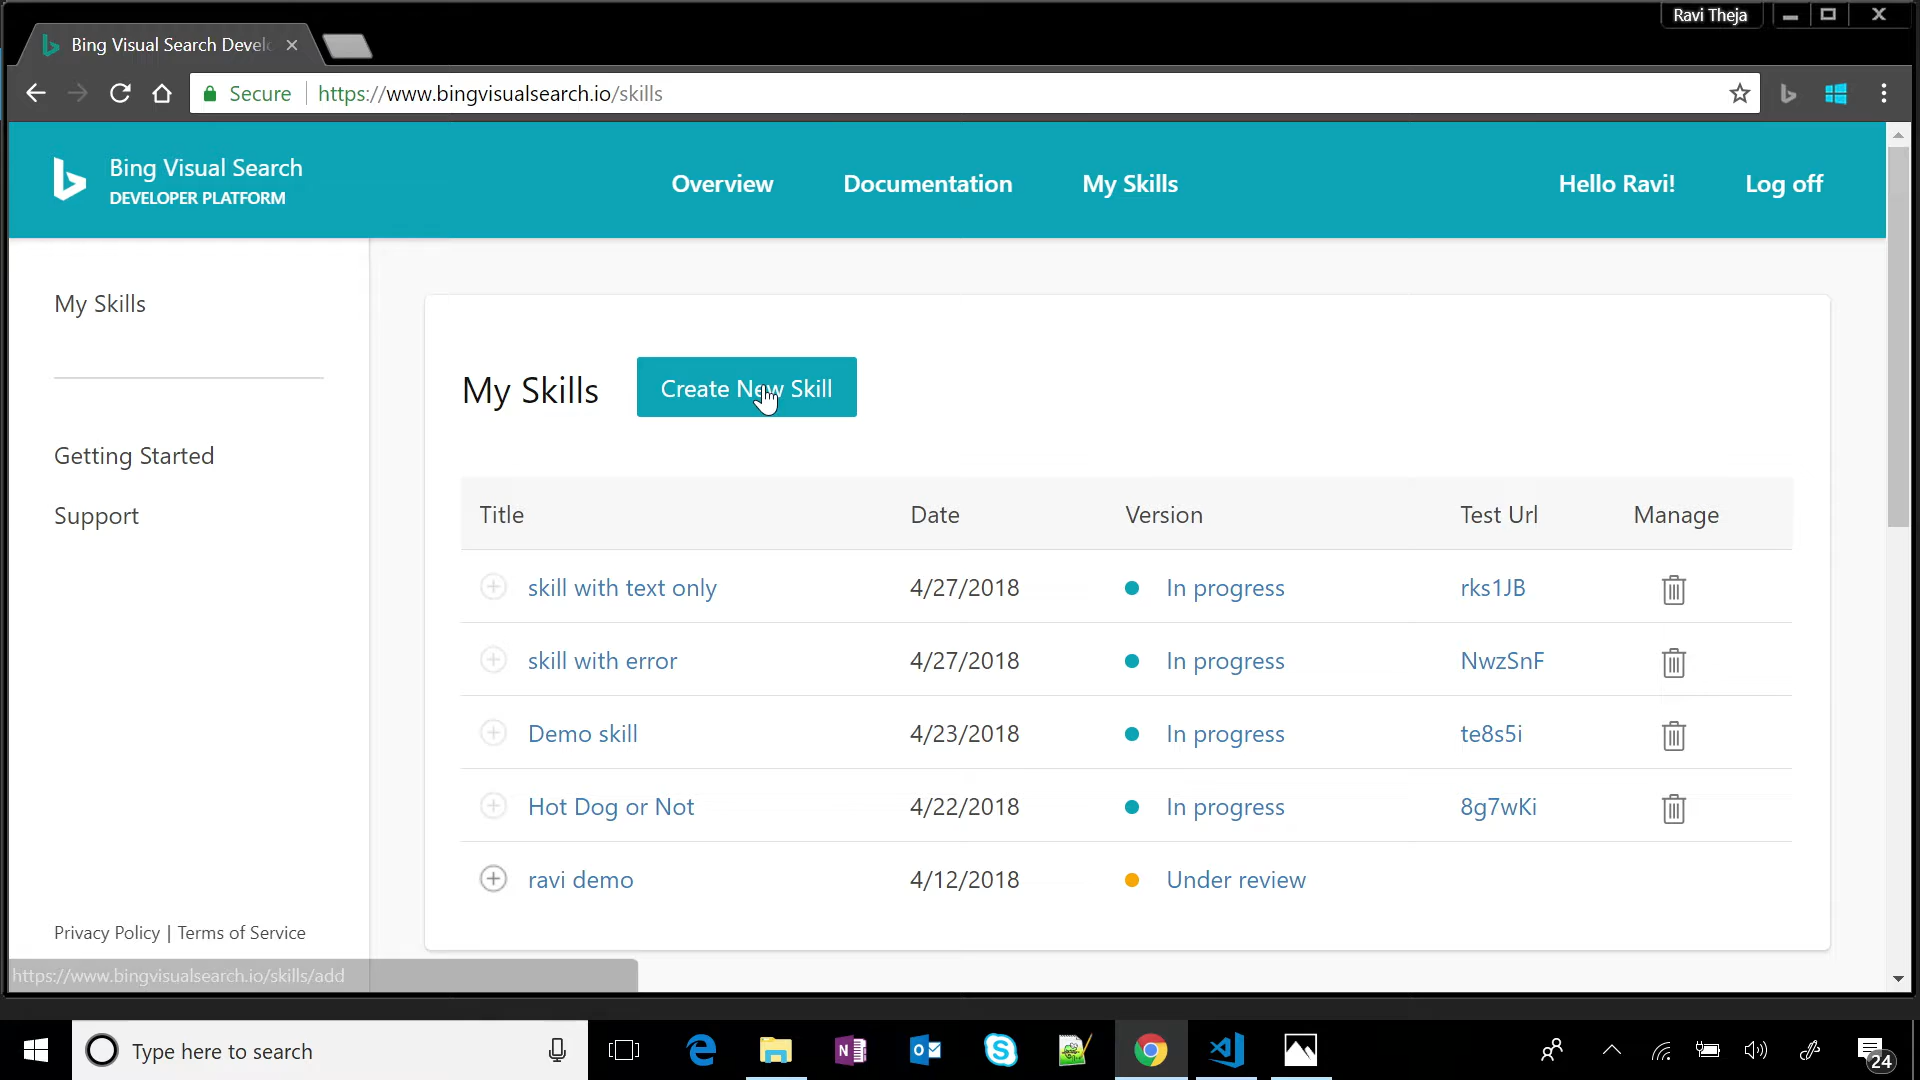 Ravi Theja
Bing Visual Search Devel
Secure https://www.bingvisualsearch.io/skills
Bing Visual Search
DEVELOPER PLATFORM
Overview Documentation My Skills Hello Ravi! Log off
My Skills
Getting Started
Support
Privacy Policy | Terms of Service
My Skills Create New Skill
Title Date Version Test Url Manage
skill with text only 4/27/2018 In progress rks1JB
skill with error 4/27/2018 In progress NwzSnF
Demo skill 4/23/2018 In progress te8s5i
Hot Dog or Not 4/22/2018 In progress 8g7wKi
ravi demo 4/12/2018 Under review
https://www.bingvisualsearch.io/skills/add
Type here to search
24